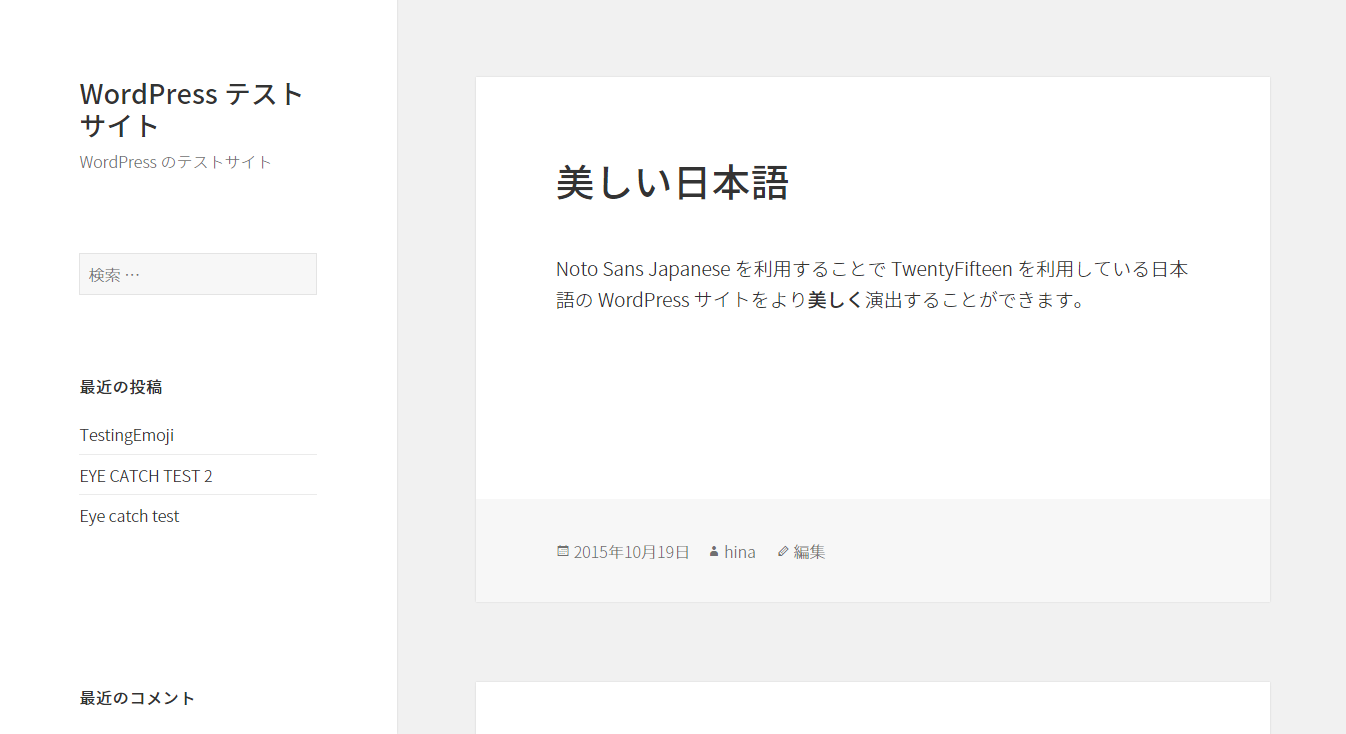 WordPress テスト
サイト
WordPress のテストサイト
検索 …
最近の投稿
TestingEmoji
EYE CATCH TEST 2
Eye catch test
最近のコメント
美しい日本語
Noto Sans Japanese を利用することで TwentyFifteen を利用している日本
語の WordPress サイトをより美しく演出することができます。
2015年10月19日 hina 編集